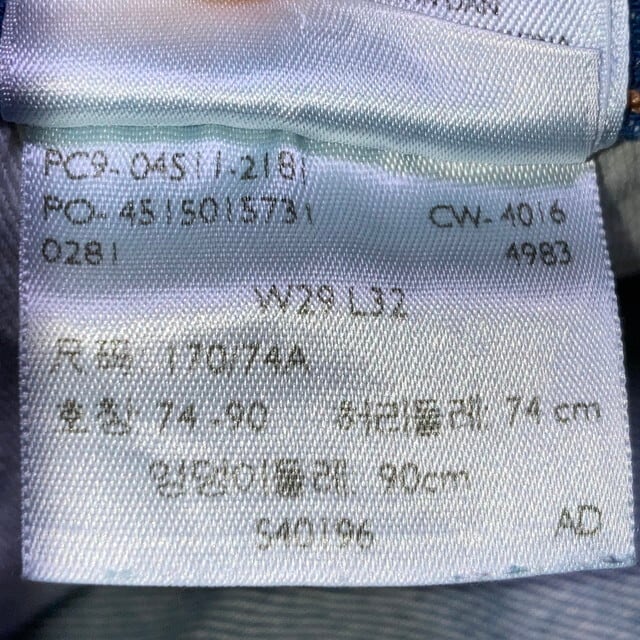 PC9-04511-2181
PO-4515015731 CW-4016
0281 4983
W29 L32
尺码: 170/74A
호칭: 74-90 허리둘레: 74 cm
엉덩이둘레: 90cm
540196 AD